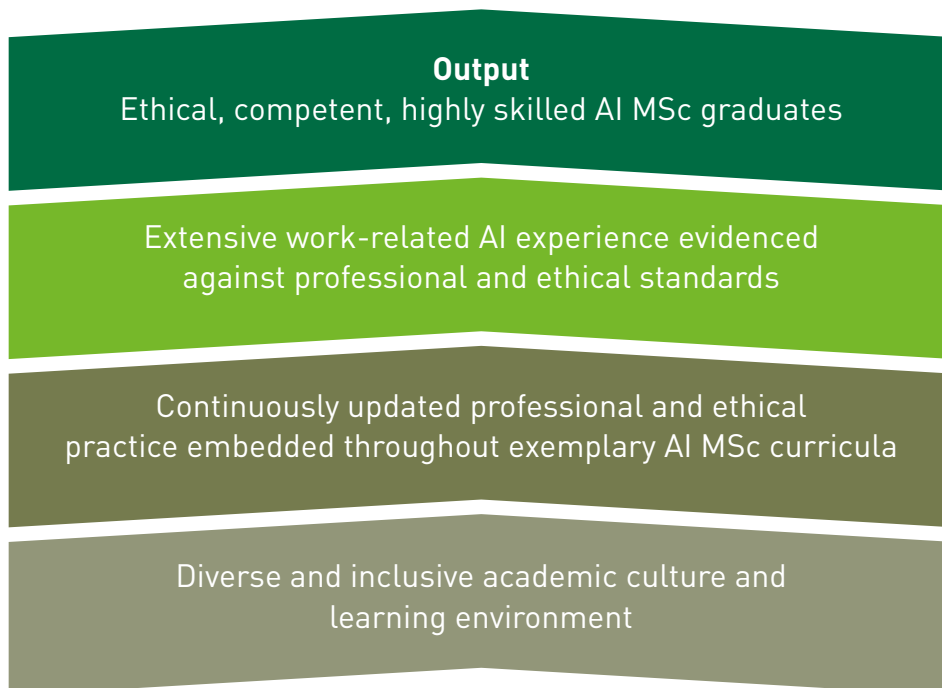 Output
Ethical, competent, highly skilled AI MSc graduates
Extensive work-related AI experience evidenced
against professional and ethical standards
Continuously updated professional and ethical
practice embedded throughout exemplary AI MSc curricula
Diverse and inclusive academic culture and
learning environment